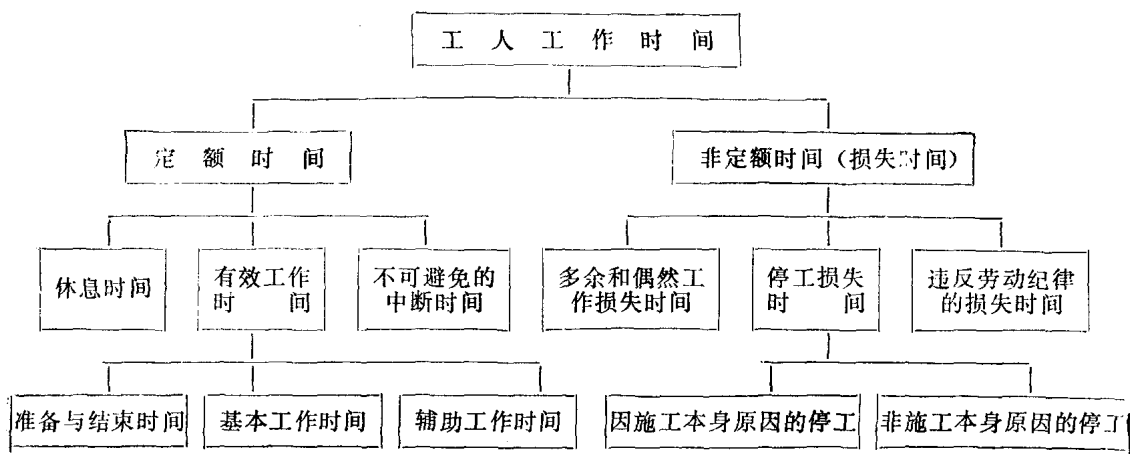 工人工作时间
定额时间
非定额时间（损失时间）
休息时间
有效工作
时间
不可避免的
中断时间
多余和偶然工
作损失时间
停工损失
时间
违反劳动纪律
的损失时间
准备与结束时间
基本工作时间
辅助工作时间
因施工本身原因的停工
非施工本身原因的停工